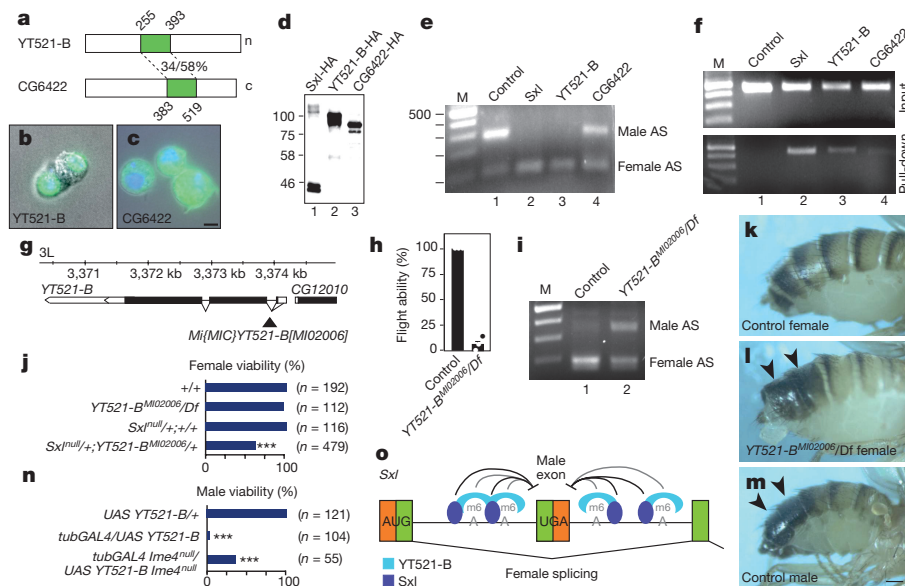 a
255 393
YT521-B
n
34/58%
CG6422
c
383 519
b
YT521-B
c
CG6422
d
Sxl-HA
YT521-B-HA
CG6422-HA
100
75
58
46
1 2 3
e
M
Control
Sxl
YT521-B
CG6422
500
Male AS
Female AS
1 2 3 4
f
M
Control
Sxl
YT521-B
CG6422
Input
Pull-down
1 2 3 4
g
3L
3,371 3,372 kb 3,373 kb 3,374 kb
YT521-B
CG12010
Mi{MIC}YT521-B[MI02006]
h
Flight ability (%)
100
75
50
25
0
Control
YT521-B^MI02006/Df
i
M
Control
YT521-B^MI02006/Df
Male AS
Female AS
1 2
j
Female viability (%)
+/+ (n = 192)
YT521-B^MI02006/Df (n = 112)
Sxl^null/+;+/+ (n = 116)
Sxl^null/+;YT521-B^MI02006/+ *** (n = 479)
0 100
k
Control female
l
YT521-B^MI02006/Df female
m
Control male
n
Male viability (%)
UAS YT521-B/+ (n = 121)
tubGAL4/UAS YT521-B *** (n = 104)
tubGAL4 Ime4^null/
UAS YT521-B Ime4^null *** (n = 55)
0 100
o
Sxl
Male
exon
AUG
m6
A
m6
A
UGA
m6
A
m6
A
YT521-B
Sxl
Female splicing